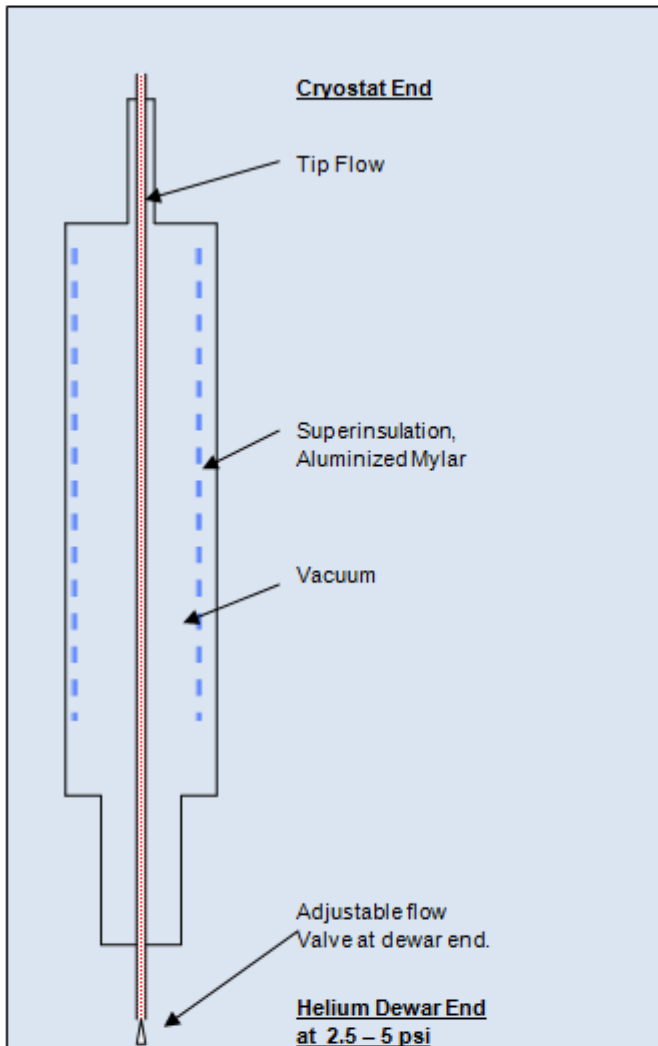 Cryostat End
Tip Flow
Superinsulation,
Aluminized Mylar
Vacuum
Adjustable flow
Valve at dewar end.
Helium Dewar End
at 2.5 – 5 psi